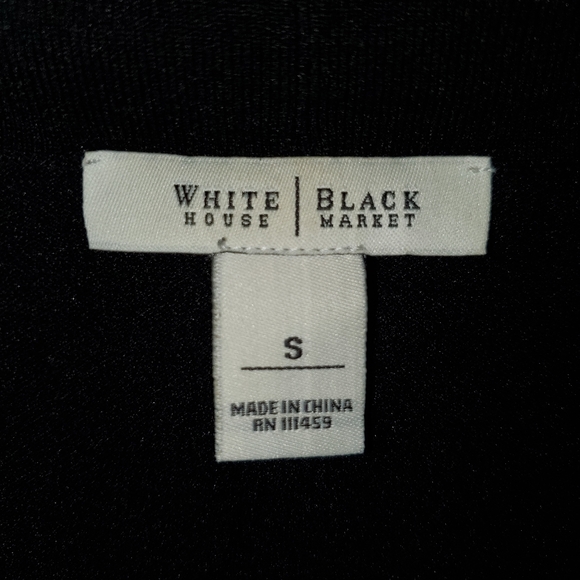 WHITE | BLACK
HOUSE | MARKET
S
MADE IN CHINA
RN 111459